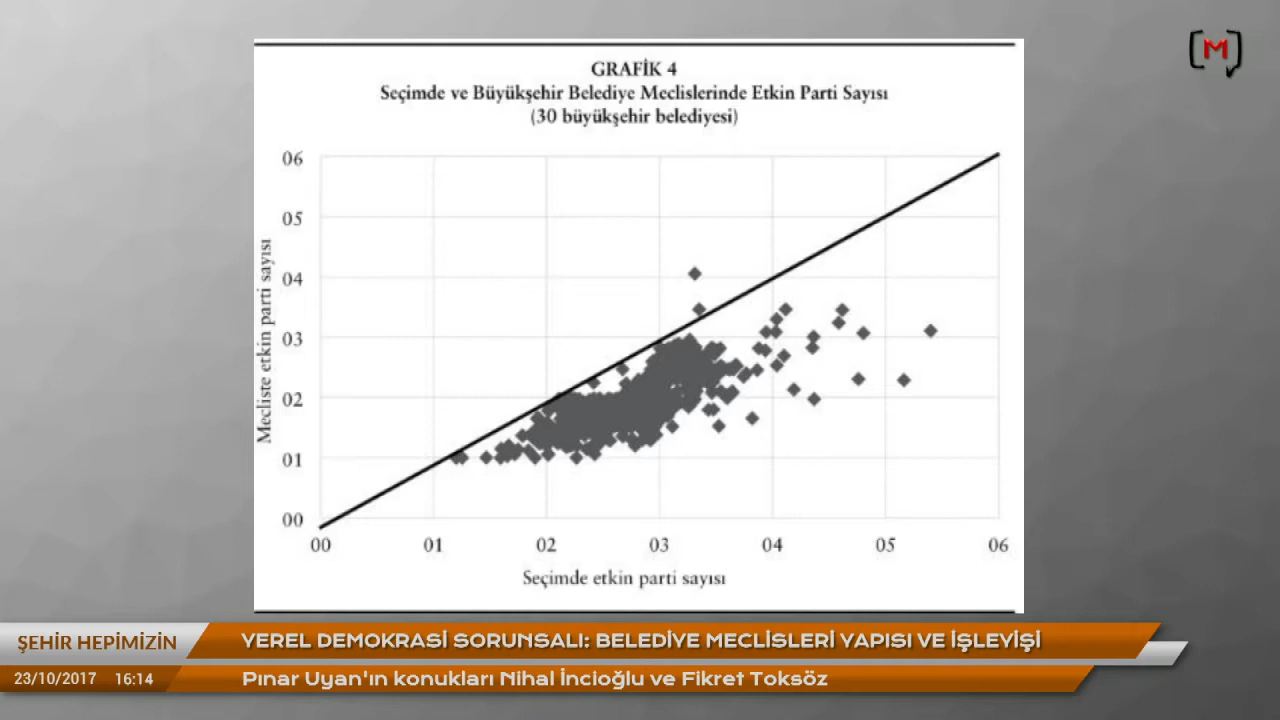 GRAFİK 4
Seçimde ve Büyükşehir Belediye Meclislerinde Etkin Parti Sayısı
(30 büyükşehir belediyesi)
06
05
04
03
02
01
00
Mecliste etkin parti sayısı
00 01 02 03 04 05 06
Seçimde etkin parti sayısı
[M]
ŞEHİR HEPİMİZİN
YEREL DEMOKRASİ SORUNSALI: BELEDİYE MECLİSLERİ YAPISI VE İŞLEYİŞİ
23/10/2017 16:14
Pınar Uyan'ın konukları Nihal İncioğlu ve Fikret Toksöz